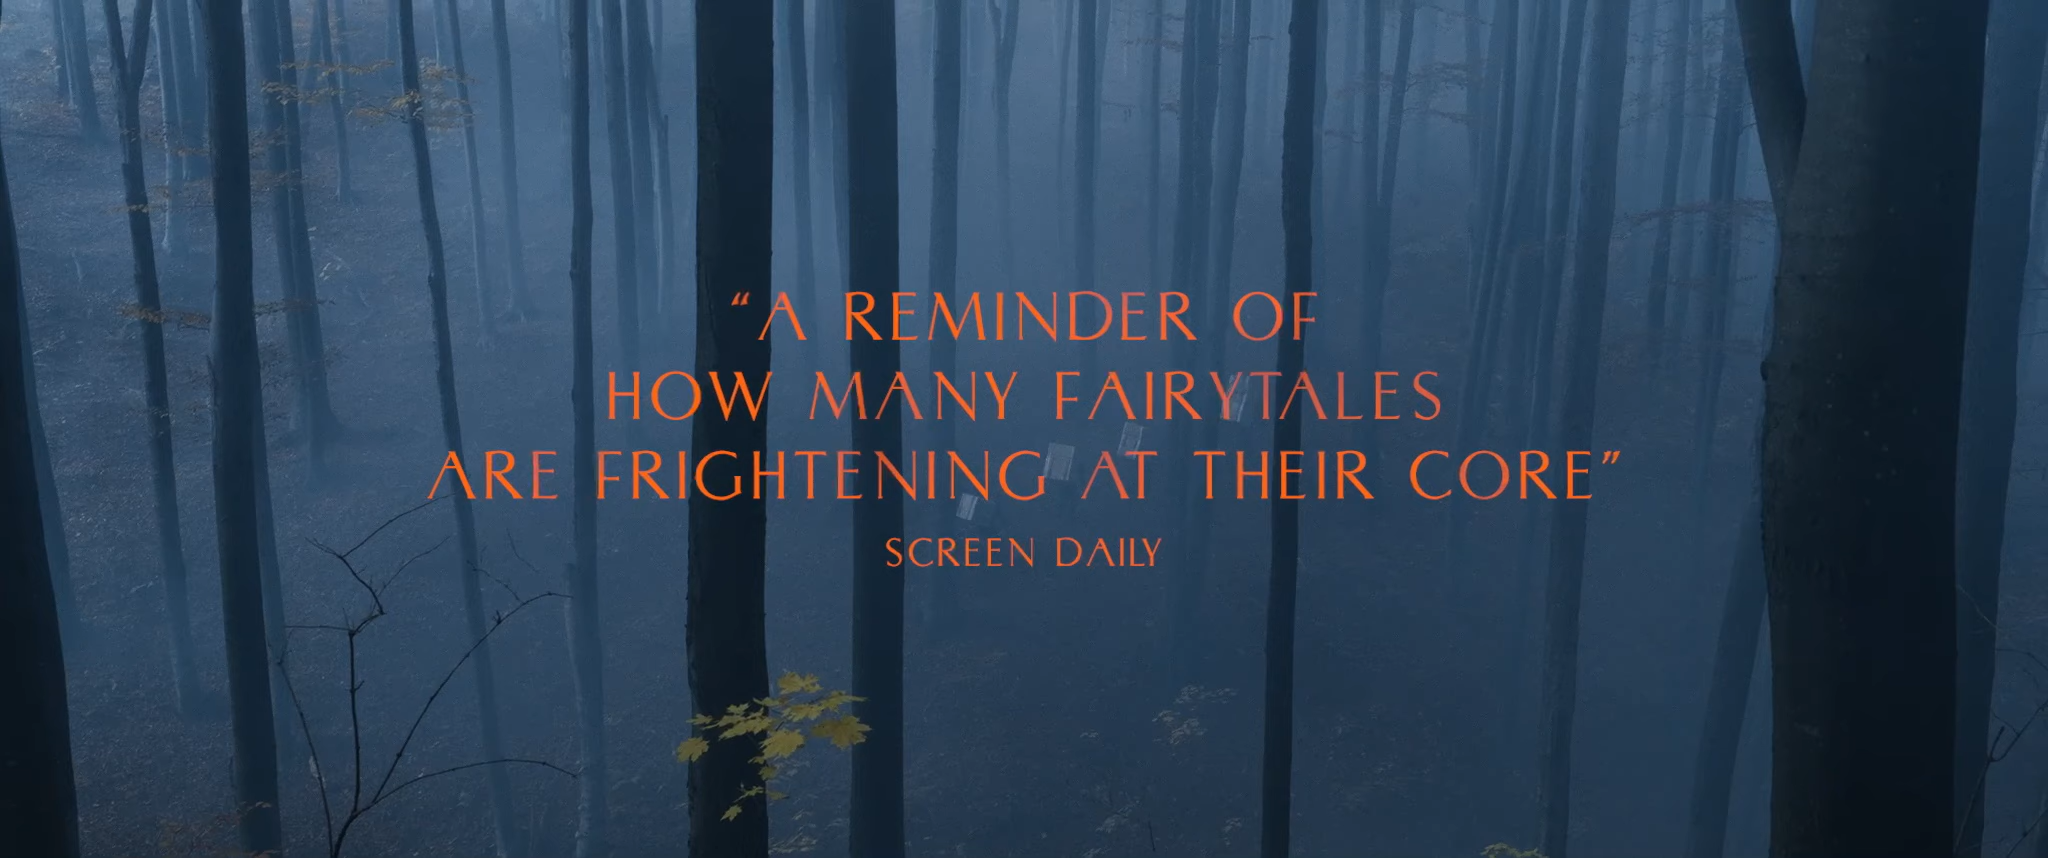 “A REMINDER OF
HOW MANY FAIRYTALES
ARE FRIGHTENING AT THEIR CORE”
SCREEN DAILY